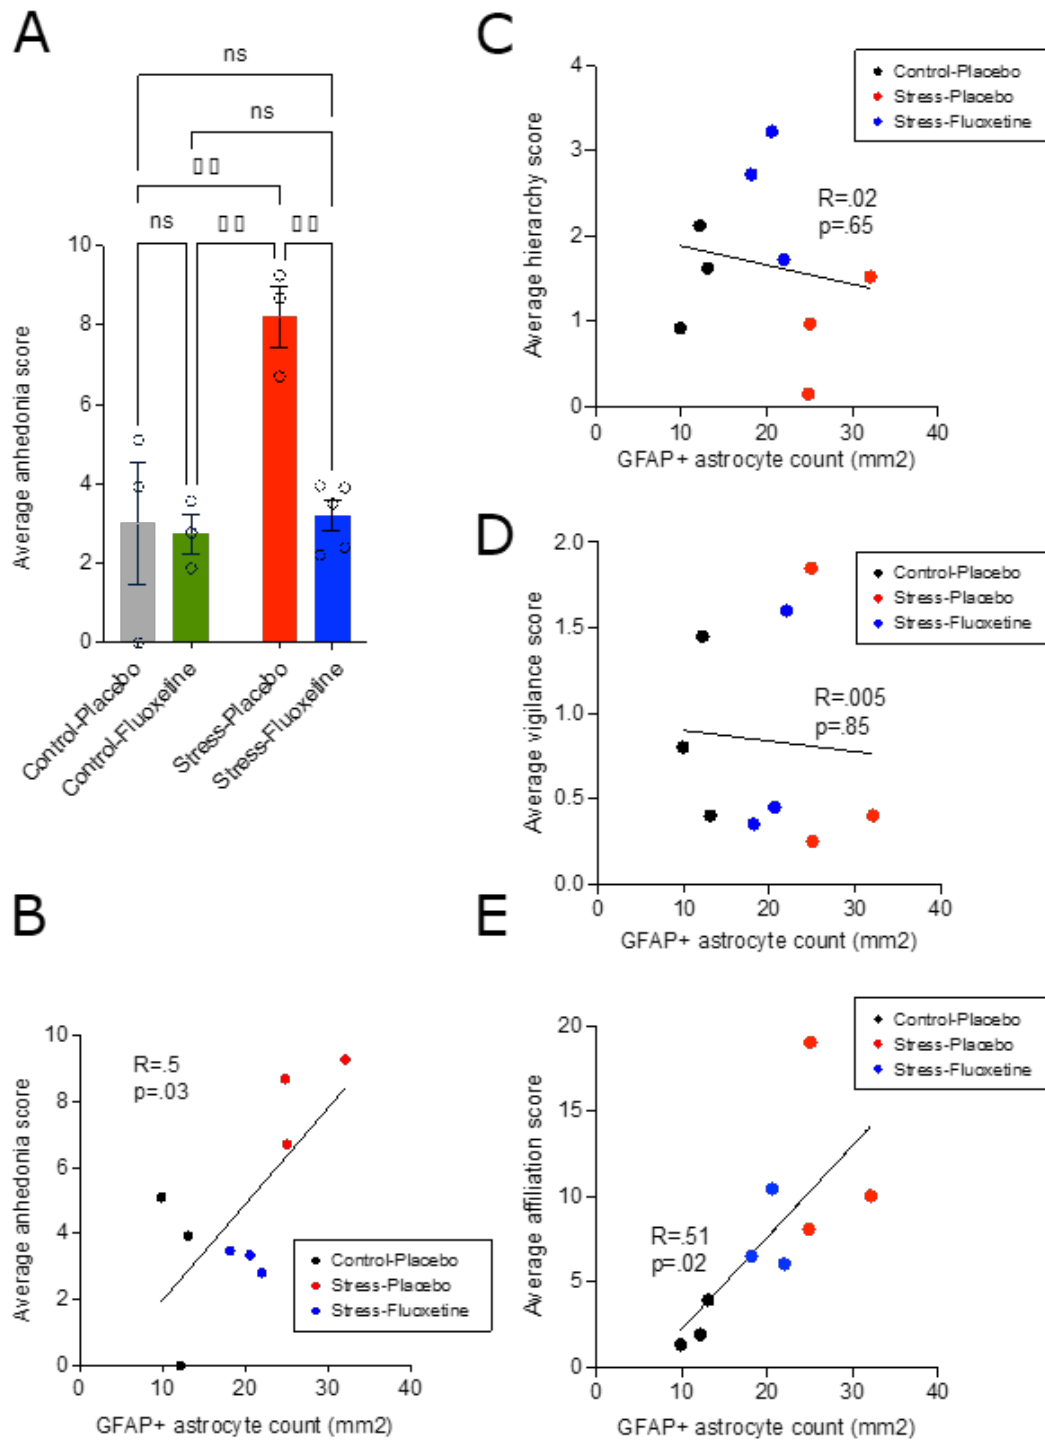 A
ns
ns
▯▯
ns
▯▯
▯▯
10
8
6
4
2
0
Average anhedonia score
Control-Placebo
Control-Fluoxetine
Stress-Placebo
Stress-Fluoxetine
B
10
8
6
4
2
0
Average anhedonia score
R=.5
p=.03
Control-Placebo
Stress-Placebo
Stress-Fluoxetine
0
10
20
30
40
GFAP+ astrocyte count (mm2)
C
Control-Placebo
Stress-Placebo
Stress-Fluoxetine
4
3
2
1
0
Average hierarchy score
R=.02
p=.65
0
10
20
30
40
GFAP+ astrocyte count (mm2)
D
Control-Placebo
Stress-Placebo
Stress-Fluoxetine
2.0
1.5
1.0
0.5
0.0
Average vigilance score
R=.005
p=.85
0
10
20
30
40
GFAP+ astrocyte count (mm2)
E
Control-Placebo
Stress-Placebo
Stress-Fluoxetine
20
15
10
5
0
Average affiliation score
R=.51
p=.02
0
10
20
30
40
GFAP+ astrocyte count (mm2)